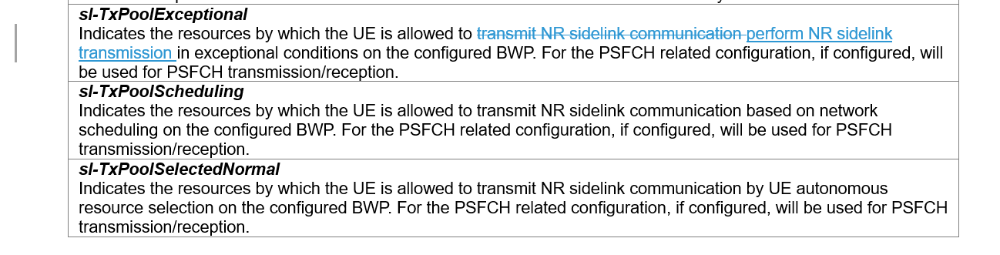 sl-TxPoolExceptional
Indicates the resources by which the UE is allowed to transmit NR sidelink communication perform NR sidelink
transmission in exceptional conditions on the configured BWP. For the PSFCH related configuration, if configured, will
be used for PSFCH transmission/reception.
sl-TxPoolScheduling
Indicates the resources by which the UE is allowed to transmit NR sidelink communication based on network
scheduling on the configured BWP. For the PSFCH related configuration, if configured, will be used for PSFCH
transmission/reception.
sl-TxPoolSelectedNormal
Indicates the resources by which the UE is allowed to transmit NR sidelink communication by UE autonomous
resource selection on the configured BWP. For the PSFCH related configuration, if configured, will be used for PSFCH
transmission/reception.